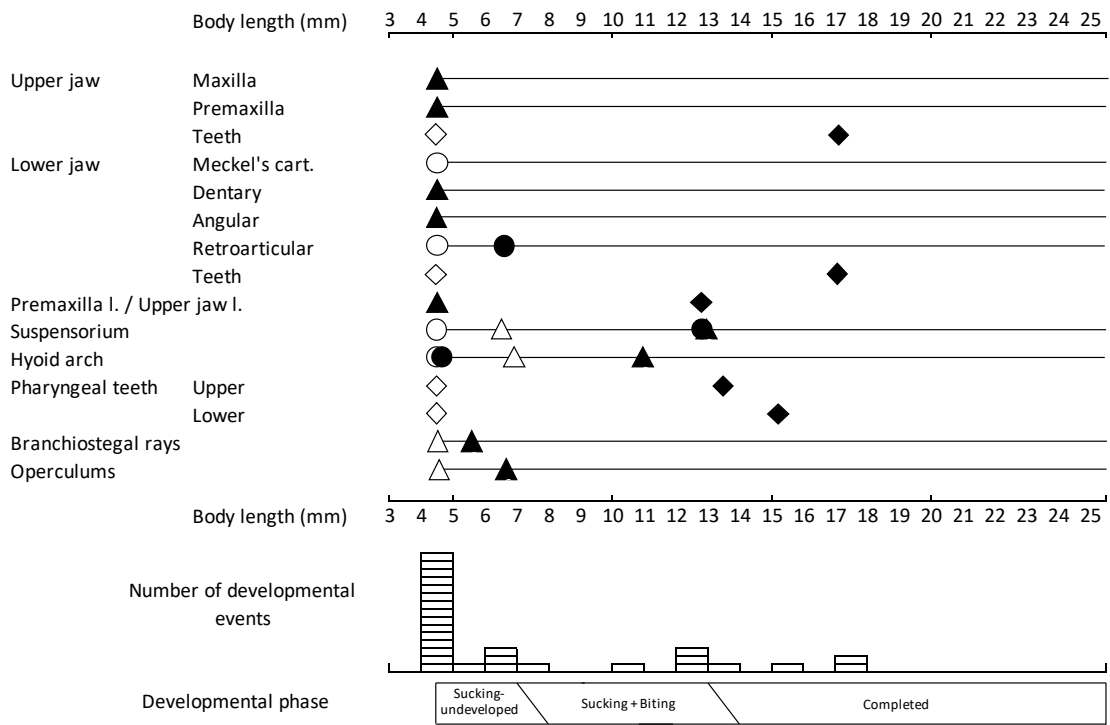 Body length (mm) 3 4 5 6 7 8 9 10 11 12 13 14 15 16 17 18 19 20 21 22 23 24 25
Upper jaw Maxilla
Premaxilla
Teeth
Lower jaw Meckel's cart.
Dentary
Angular
Retroarticular
Teeth
Premaxilla l. / Upper jaw l.
Suspensorium
Hyoid arch
Pharyngeal teeth Upper
Lower
Branchiostegal rays
Operculums
Body length (mm) 3 4 5 6 7 8 9 10 11 12 13 14 15 16 17 18 19 20 21 22 23 24 25
Number of developmental
events
Developmental phase
Sucking-
undeveloped
Sucking + Biting
Completed